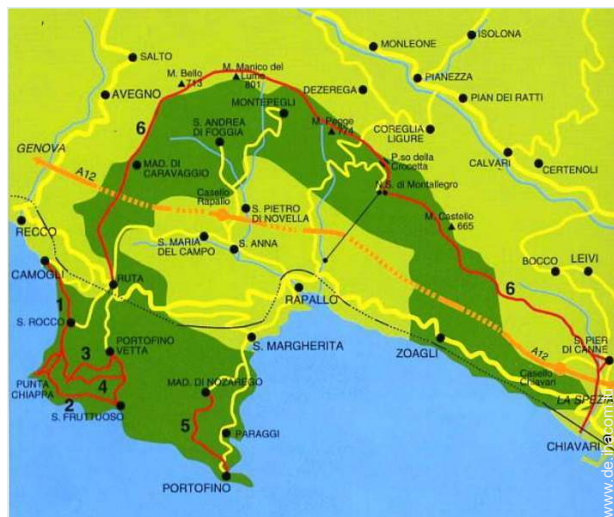 ISOLONA
MONLEONE
SALTO
M. Bello
713
M. Manico del
Lume
801
PIANEZZA
DEZEREGA
AVEGNO
MONTEPEGLI
PIAN DEI RATTI
S. ANDREA
DI FOGGIA
M. Pegge
774
COREGLIA
LIGURE
6
GENOVA
A12
MAD. DI
CARAVAGGIO
P.so della
Crocetta
CALVARI
CERTENOLI
N.S. di Montallegro
Casello
Rapallo
S. PIETRO
DI NOVELLA
M. Castello
665
RECCO
S. MARIA
DEL CAMPO
S. ANNA
BOCCO
LEIVI
CAMOGLI
RUTA
RAPALLO
6
1
S. ROCCO
PORTOFINO
VETTA
3
S. MARGHERITA
ZOAGLI
A12
S. PIER
DI CANNE
Casello
Chiavari
PUNTA
CHIAPPA
4
2
MAD. DI NOZAREGO
LA SPEZ
S. FRUTTUOSO
5
PARAGGI
CHIAVARI
PORTOFINO